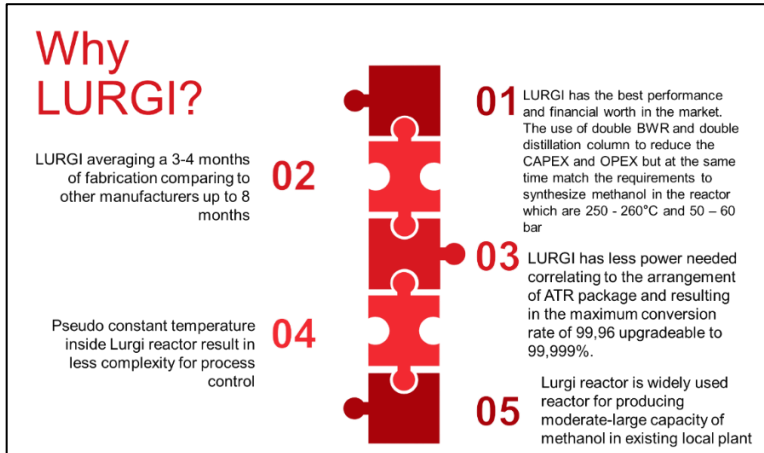 Why
LURGI?
01
LURGI has the best performance
and financial worth in the market.
The use of double BWR and double
distillation column to reduce the
CAPEX and OPEX but at the same
time match the requirements to
synthesize methanol in the reactor
which are 250 - 260°C and 50 – 60
bar
02
LURGI averaging a 3-4 months
of fabrication comparing to
other manufacturers up to 8
months
03
LURGI has less power needed
correlating to the arrangement
of ATR package and resulting
in the maximum conversion
rate of 99,96 upgradeable to
99,999%.
04
Pseudo constant temperature
inside Lurgi reactor result in
less complexity for process
control
05
Lurgi reactor is widely used
reactor for producing
moderate-large capacity of
methanol in existing local plant